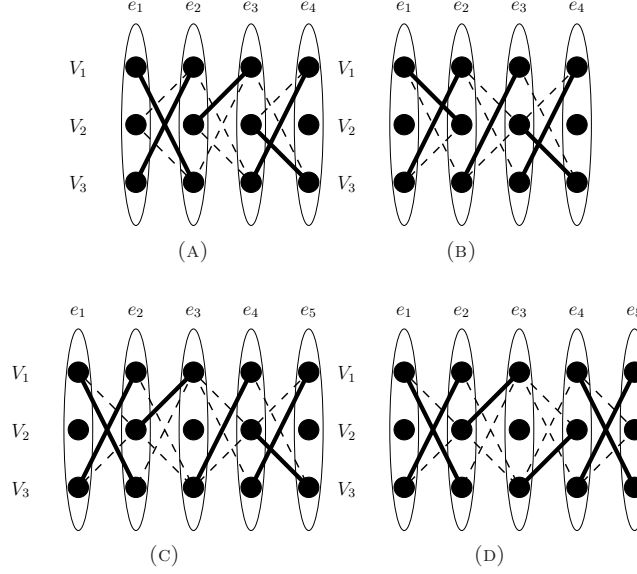 e1 e2 e3 e4 e1 e2 e3 e4
V1 V1
V2 V2
V3 V3
(A) (B)
e1 e2 e3 e4 e5 e1 e2 e3 e4 e5
V1 V1
V2 V2
V3 V3
(C) (D)